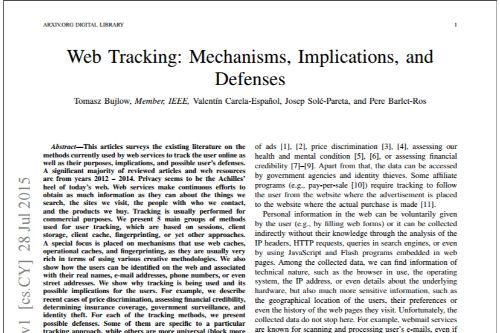 ARXIV.ORG DIGITAL LIBRARY 1
Web Tracking: Mechanisms, Implications, and
Defenses
Tomasz Bujlow, Member, IEEE, Valentín Carela-Español, Josep Solé-Pareta, and Pere Barlet-Ros
Abstract—This articles surveys the existing literature on the
methods currently used by web services to track the user online as
well as their purposes, implications, and possible user's defenses.
A significant majority of reviewed articles and web resources
are from years 2012 – 2014. Privacy seems to be the Achilles'
heel of today's web. Web services make continuous efforts to
obtain as much information as they can about the things we
search, the sites we visit, the people with who we contact,
and the products we buy. Tracking is usually performed for
commercial purposes. We present 5 main groups of methods
used for user tracking, which are based on sessions, client
storage, client cache, fingerprinting, or yet other approaches.
A special focus is placed on mechanisms that use web caches,
operational caches, and fingerprinting, as they are usually very
rich in terms of using various creative methodologies. We also
show how the users can be identified on the web and associated
with their real names, e-mail addresses, phone numbers, or even
street addresses. We show why tracking is being used and its
possible implications for the users. For example, we describe
recent cases of price discrimination, assessing financial credibility,
determining insurance coverage, government surveillance, and
identity theft. For each of the tracking methods, we present
possible defenses. Some of them are specific to a particular
tracking approach, while others are more universal (block more
of ads [1], [2], price discrimination [3], [4], assessing our
health and mental condition [5], [6], or assessing financial
credibility [7]–[9]. Apart from that, the data can be accessed
by government agencies and identity thieves. Some affiliate
programs (e.g., pay-per-sale [10]) require tracking to follow
the user from the website where the advertisement is placed
to the website where the actual purchase is made [11].
Personal information in the web can be voluntarily given
by the user (e.g., by filling web forms) or it can be collected
indirectly without their knowledge through the analysis of the
IP headers, HTTP requests, queries in search engines, or even
by using JavaScript and Flash programs embedded in web
pages. Among the collected data, we can find information of
technical nature, such as the browser in use, the operating
system, the IP address, or even details about the underlying
hardware, but also much more sensitive information, such as
the geographical location of the users, their preferences or
even the history of the web pages they visit. Unfortunately, the
collected data do not stop here. For example, webmail services
are known for scanning and processing user's e-mails, even if
[cs.CY] 28 Jul 2015